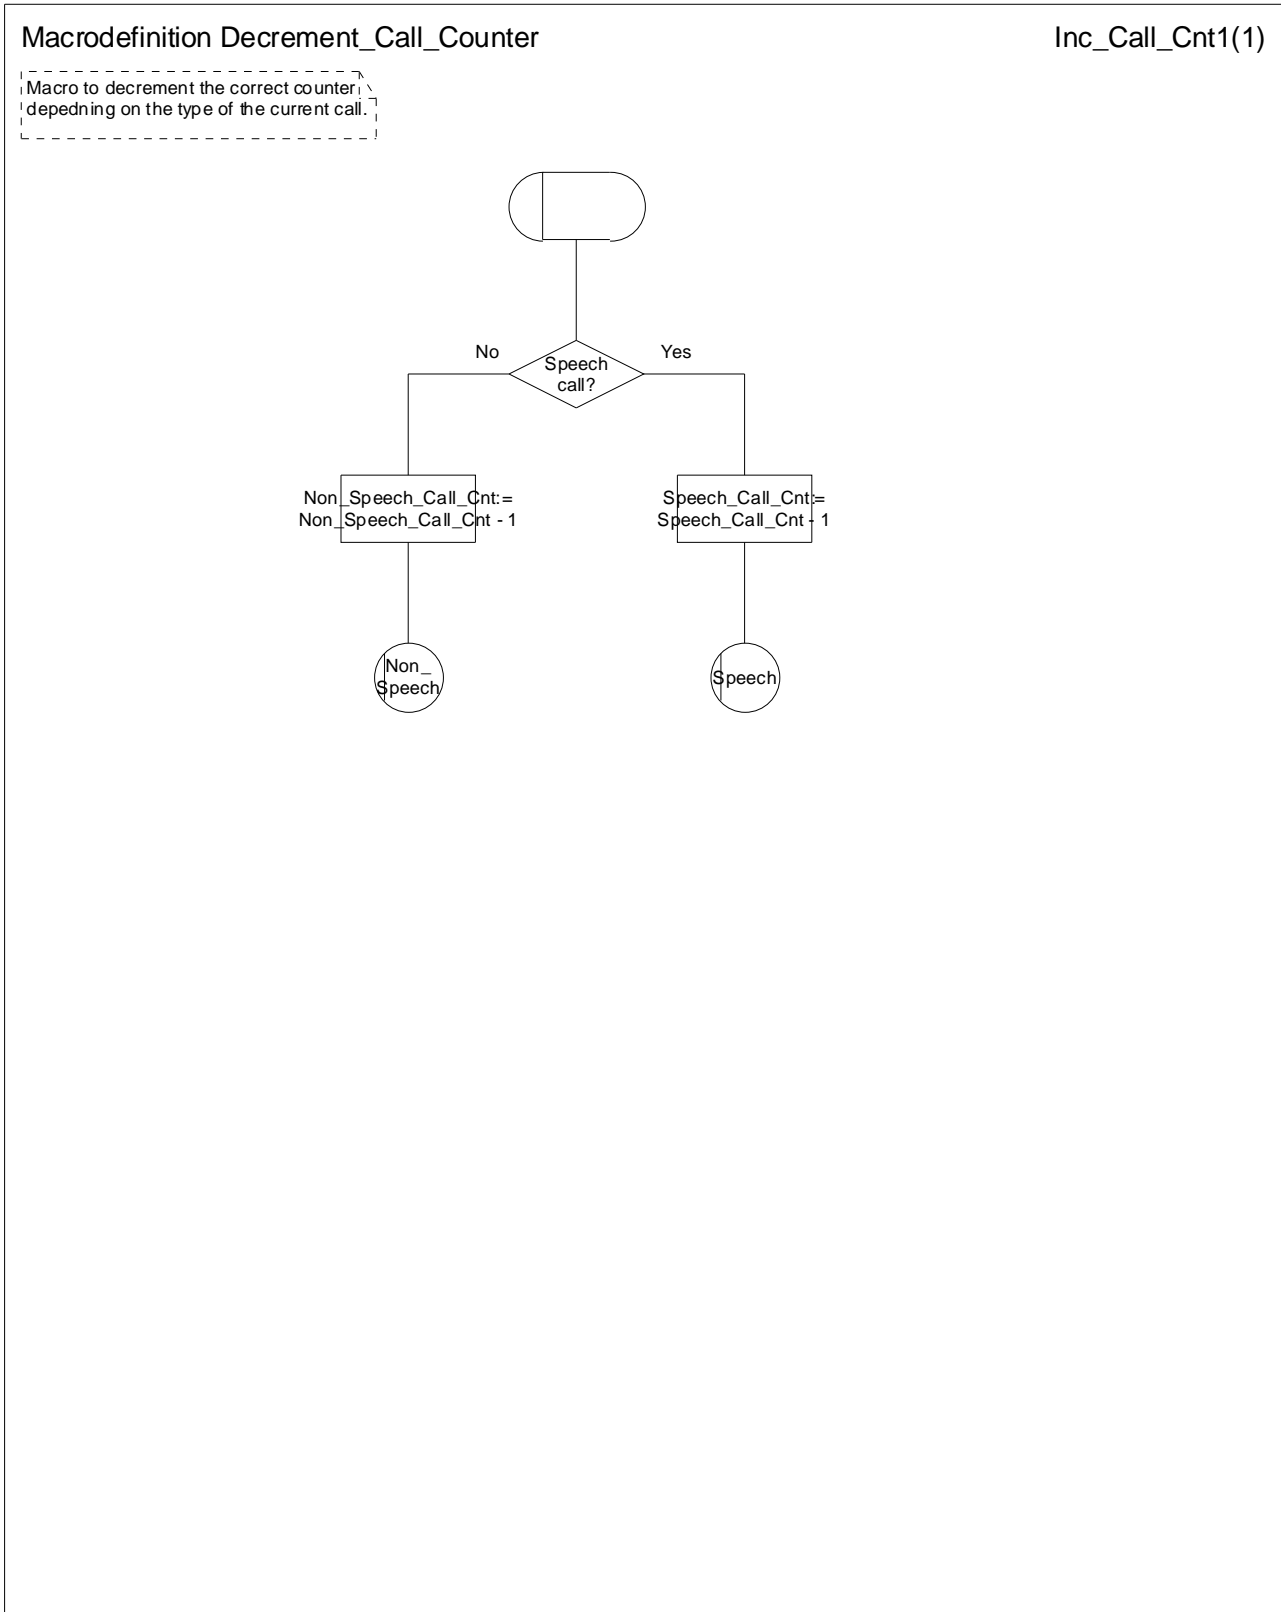 Macrodefinition Decrement_Call_Counter
Inc_Call_Cnt1(1)
Macro to decrement the correct counter
depedning on the type of the current call.
No
Speech
call?
Yes
Non_Speech_Call_Cnt:=
Non_Speech_Call_Cnt - 1
Speech_Call_Cnt:=
Speech_Call_Cnt - 1
Non_
Speech
Speech